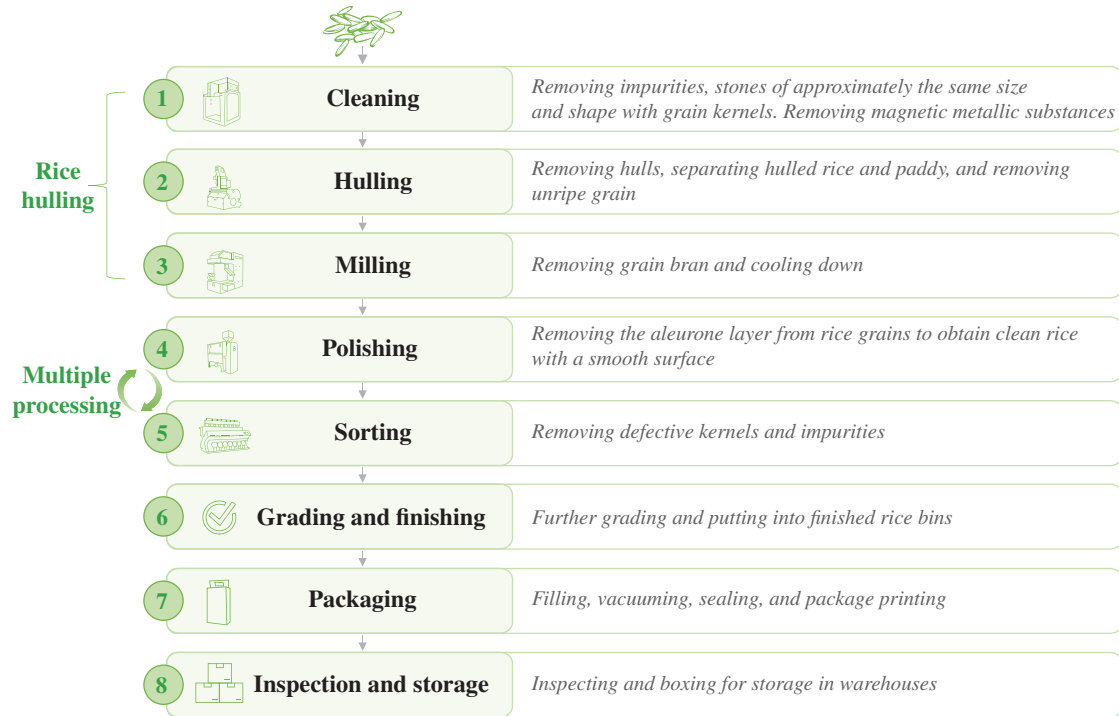 1
Cleaning
Removing impurities, stones of approximately the same size
and shape with grain kernels. Removing magnetic metallic substances
Rice
hulling
2
Hulling
Removing hulls, separating hulled rice and paddy, and removing
unripe grain
3
Milling
Removing grain bran and cooling down
4
Polishing
Removing the aleurone layer from rice grains to obtain clean rice
with a smooth surface
Multiple
processing
5
Sorting
Removing defective kernels and impurities
6
Grading and finishing
Further grading and putting into finished rice bins
7
Packaging
Filling, vacuuming, sealing, and package printing
8
Inspection and storage
Inspecting and boxing for storage in warehouses